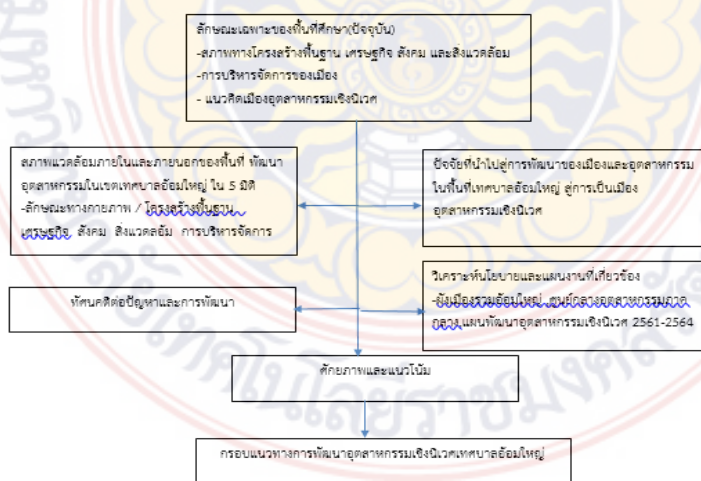 ลักษณะเฉพาะของพื้นที่ศึกษา(ปัจจุบัน)
-สภาพทางโครงสร้างพื้นฐาน เศรษฐกิจ สังคม และสิ่งแวดล้อม
-การบริหารจัดการของเมือง
- แนวคิดเมืองอุตสาหกรรมเชิงนิเวศ
สภาพแวดล้อมภายในและภายนอกของพื้นที่ พัฒนา
อุตสาหกรรมในเขตเทศบาลอ้อมใหญ่ ใน 5 มิติ
-ลักษณะทางกายภาพ / โครงสร้างพื้นฐาน
เศรษฐกิจ สังคม สิ่งแวดล้อม การบริหารจัดการ
ปัจจัยที่นำไปสู่การพัฒนาของเมืองและอุตสาหกรรม
ในพื้นที่เทศบาลอ้อมใหญ่ สู่การเป็นเมือง
อุตสาหกรรมเชิงนิเวศ
ทัศนคติต่อปัญหาและการพัฒนา
วิเคราะห์นโยบายและแผนงานที่เกี่ยวข้อง
-ผังเมืองรวมอ้อมใหญ่ ศูนย์กลางอุตสาหกรรมภาค
กลาง แผนพัฒนาอุตสาหกรรมเชิงนิเวศ 2561-2564
ศักยภาพและแนวโน้ม
กรอบแนวทางการพัฒนาอุตสาหกรรมเชิงนิเวศเทศบาลอ้อมใหญ่